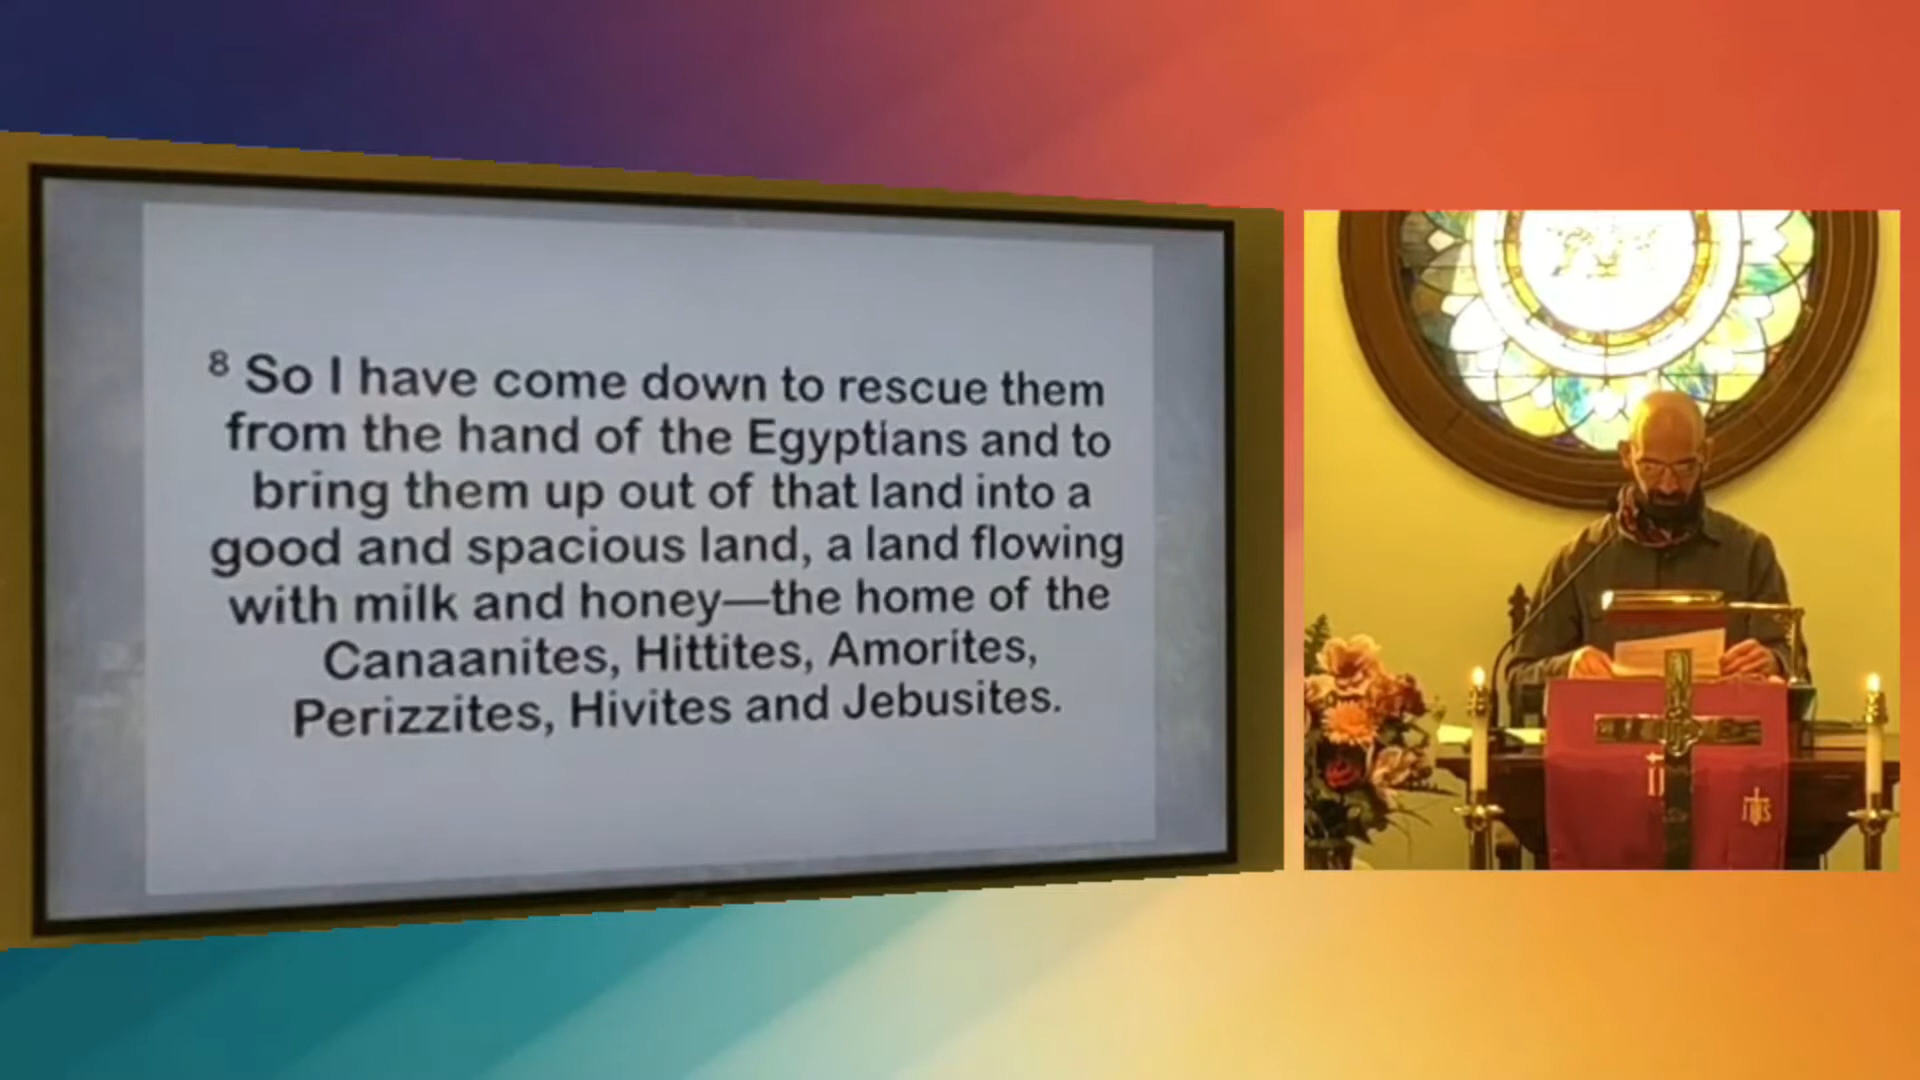 8 So I have come down to rescue them
from the hand of the Egyptians and to
bring them up out of that land into a
good and spacious land, a land flowing
with milk and honey—the home of the
Canaanites, Hittites, Amorites,
Perizzites, Hivites and Jebusites.
IHS